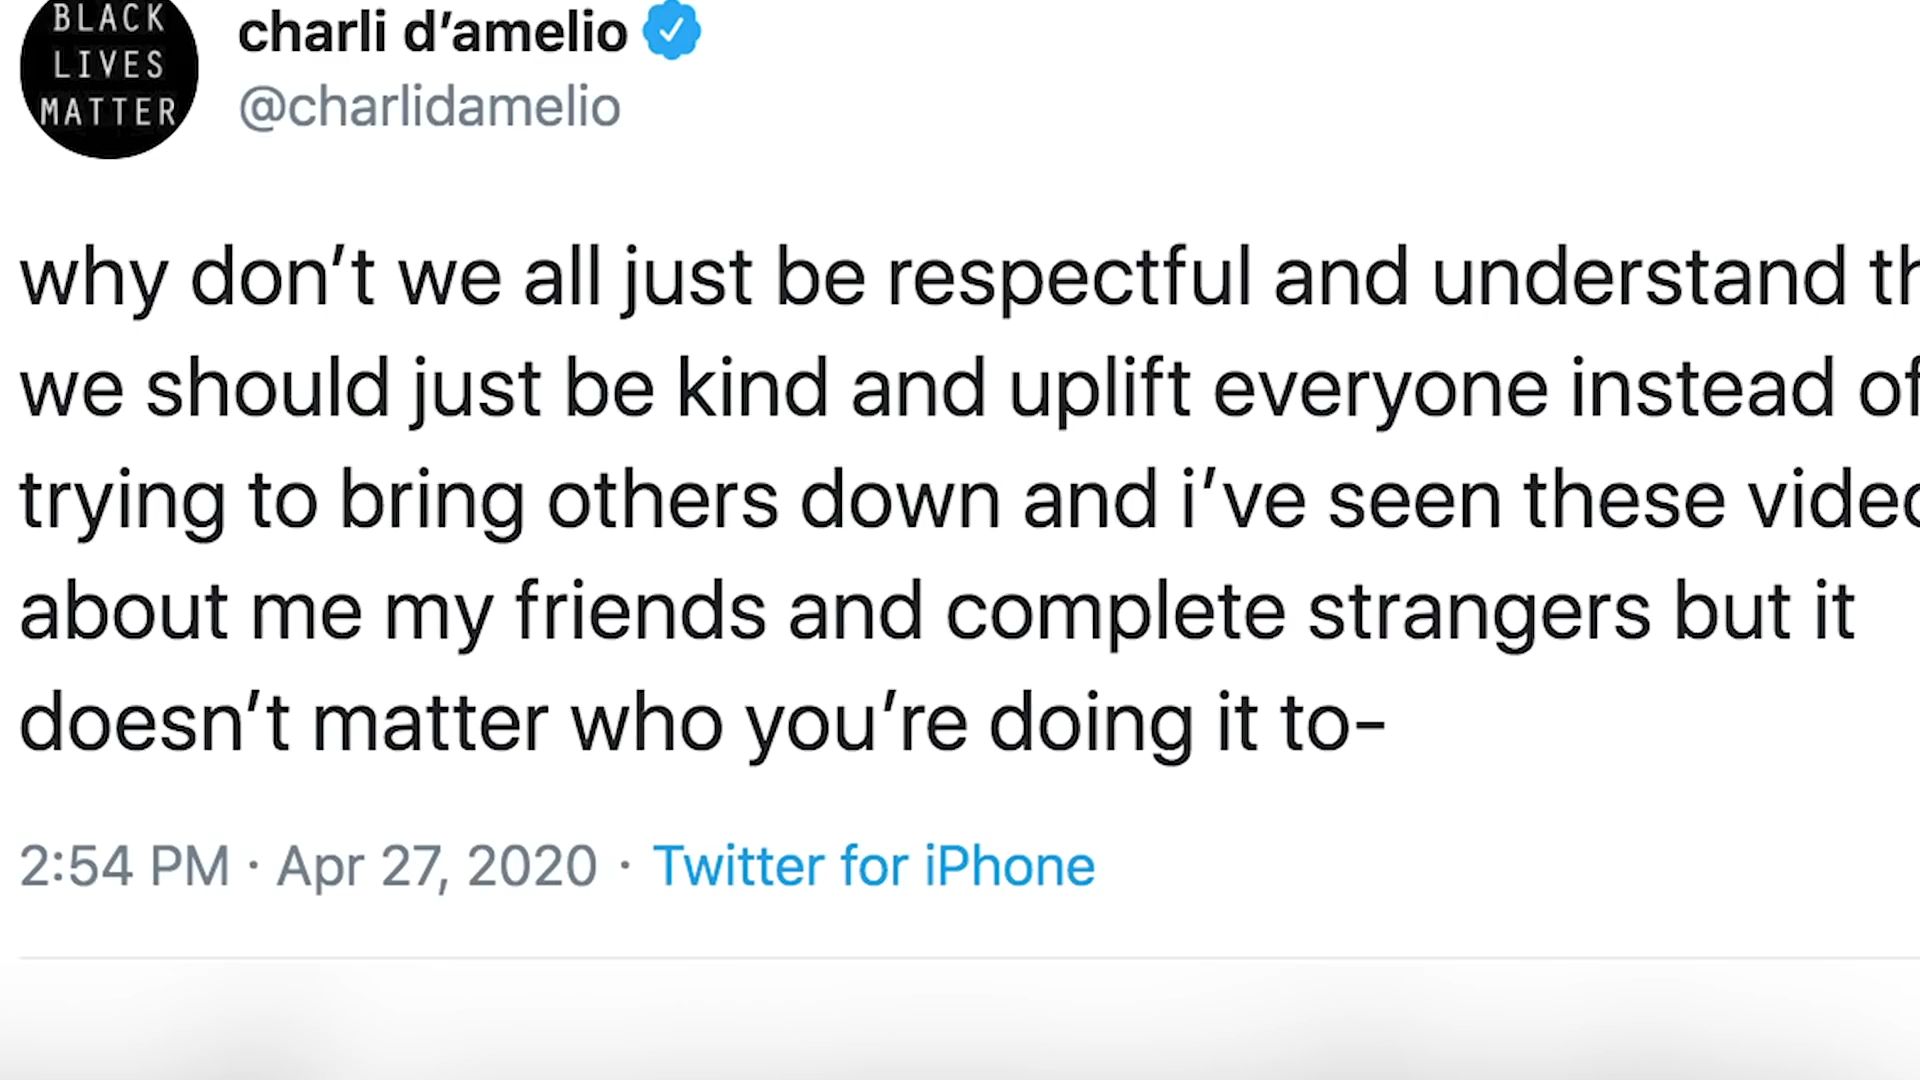 BLACK
LIVES
MATTER
charli d’amelio
@charlidamelio
why don’t we all just be respectful and understand
we should just be kind and uplift everyone instead of
trying to bring others down and i’ve seen these
about me my friends and complete strangers but it
doesn’t matter who you’re doing it to-
2:54 PM · Apr 27, 2020 · Twitter for iPhone